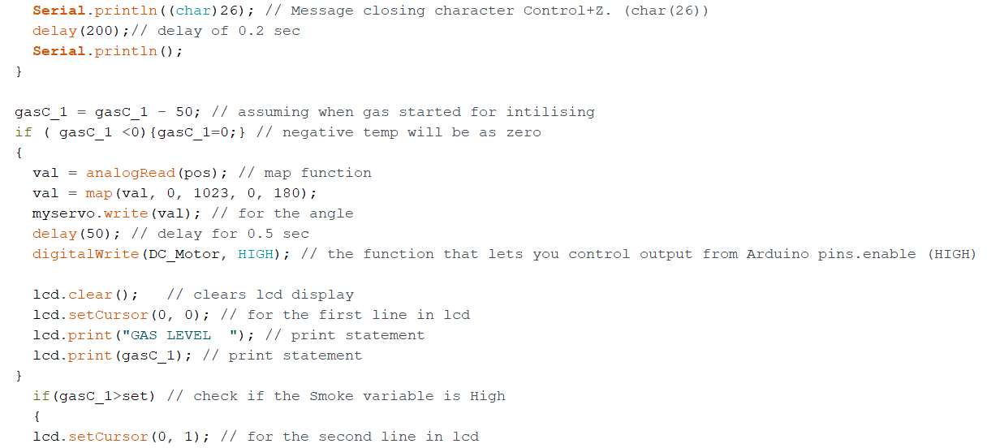 Serial.println((char)26); // Message closing character Control+Z. (char(26))
delay(200);// delay of 0.2 sec
Serial.println();
}
gasC_1 = gasC_1 - 50; // assuming when gas started for intilising
if ( gasC_1 <0){gasC_1=0;} // negative temp will be as zero
{
val = analogRead(pos); // map function
val = map(val, 0, 1023, 0, 180);
myservo.write(val); // for the angle
delay(50); // delay for 0.5 sec
digitalWrite(DC_Motor, HIGH); // the function that lets you control output from Arduino pins.enable (HIGH)
lcd.clear();   // clears lcd display
lcd.setCursor(0, 0); // for the first line in lcd
lcd.print("GAS LEVEL  "); // print statement
lcd.print(gasC_1); // print statement
}
if(gasC_1>set) // check if the Smoke variable is High
{
lcd.setCursor(0, 1); // for the second line in lcd